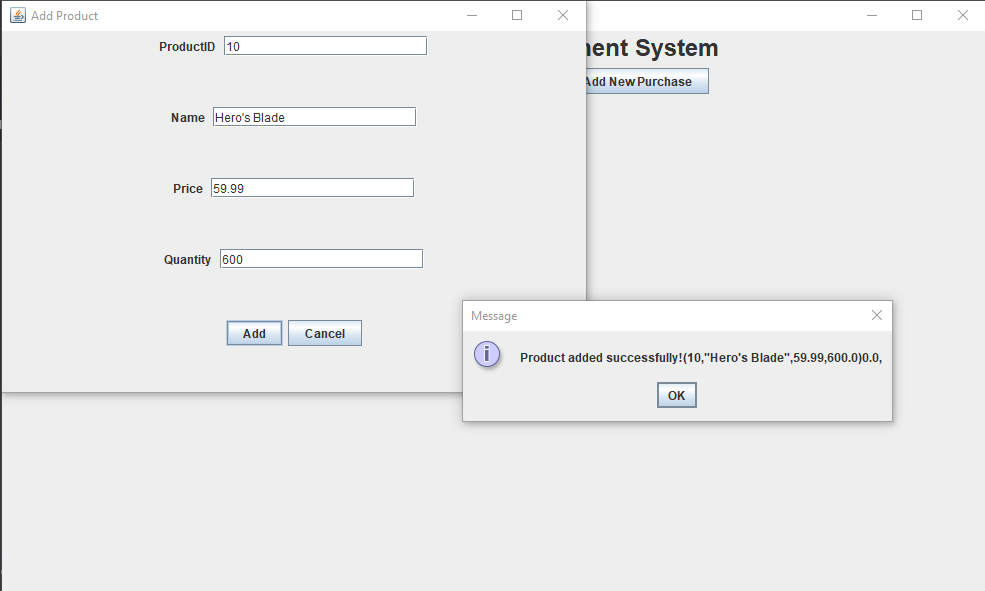 Add Product
ProductID 10
Name Hero's Blade
Price 59.99
Quantity 600
Add Cancel
System
Add New Purchase
Message
Product added successfully!(10,"Hero's Blade",59.99,600.0)0.0,
OK